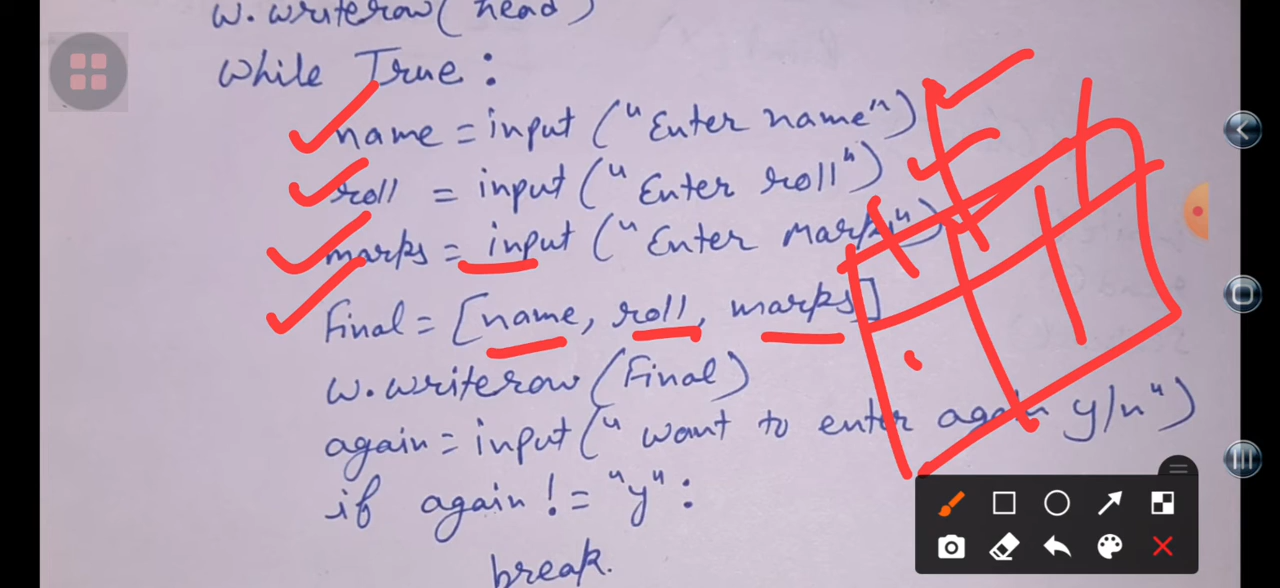 w.writerow(head)
While True:
name = input ("Enter name")
roll = input ("Enter roll")
marks = input ("Enter Marks")
Final = [name, roll, marks]
w.writerow(Final)
again = input (" want to enter again y/n")
if again != "y":
break.